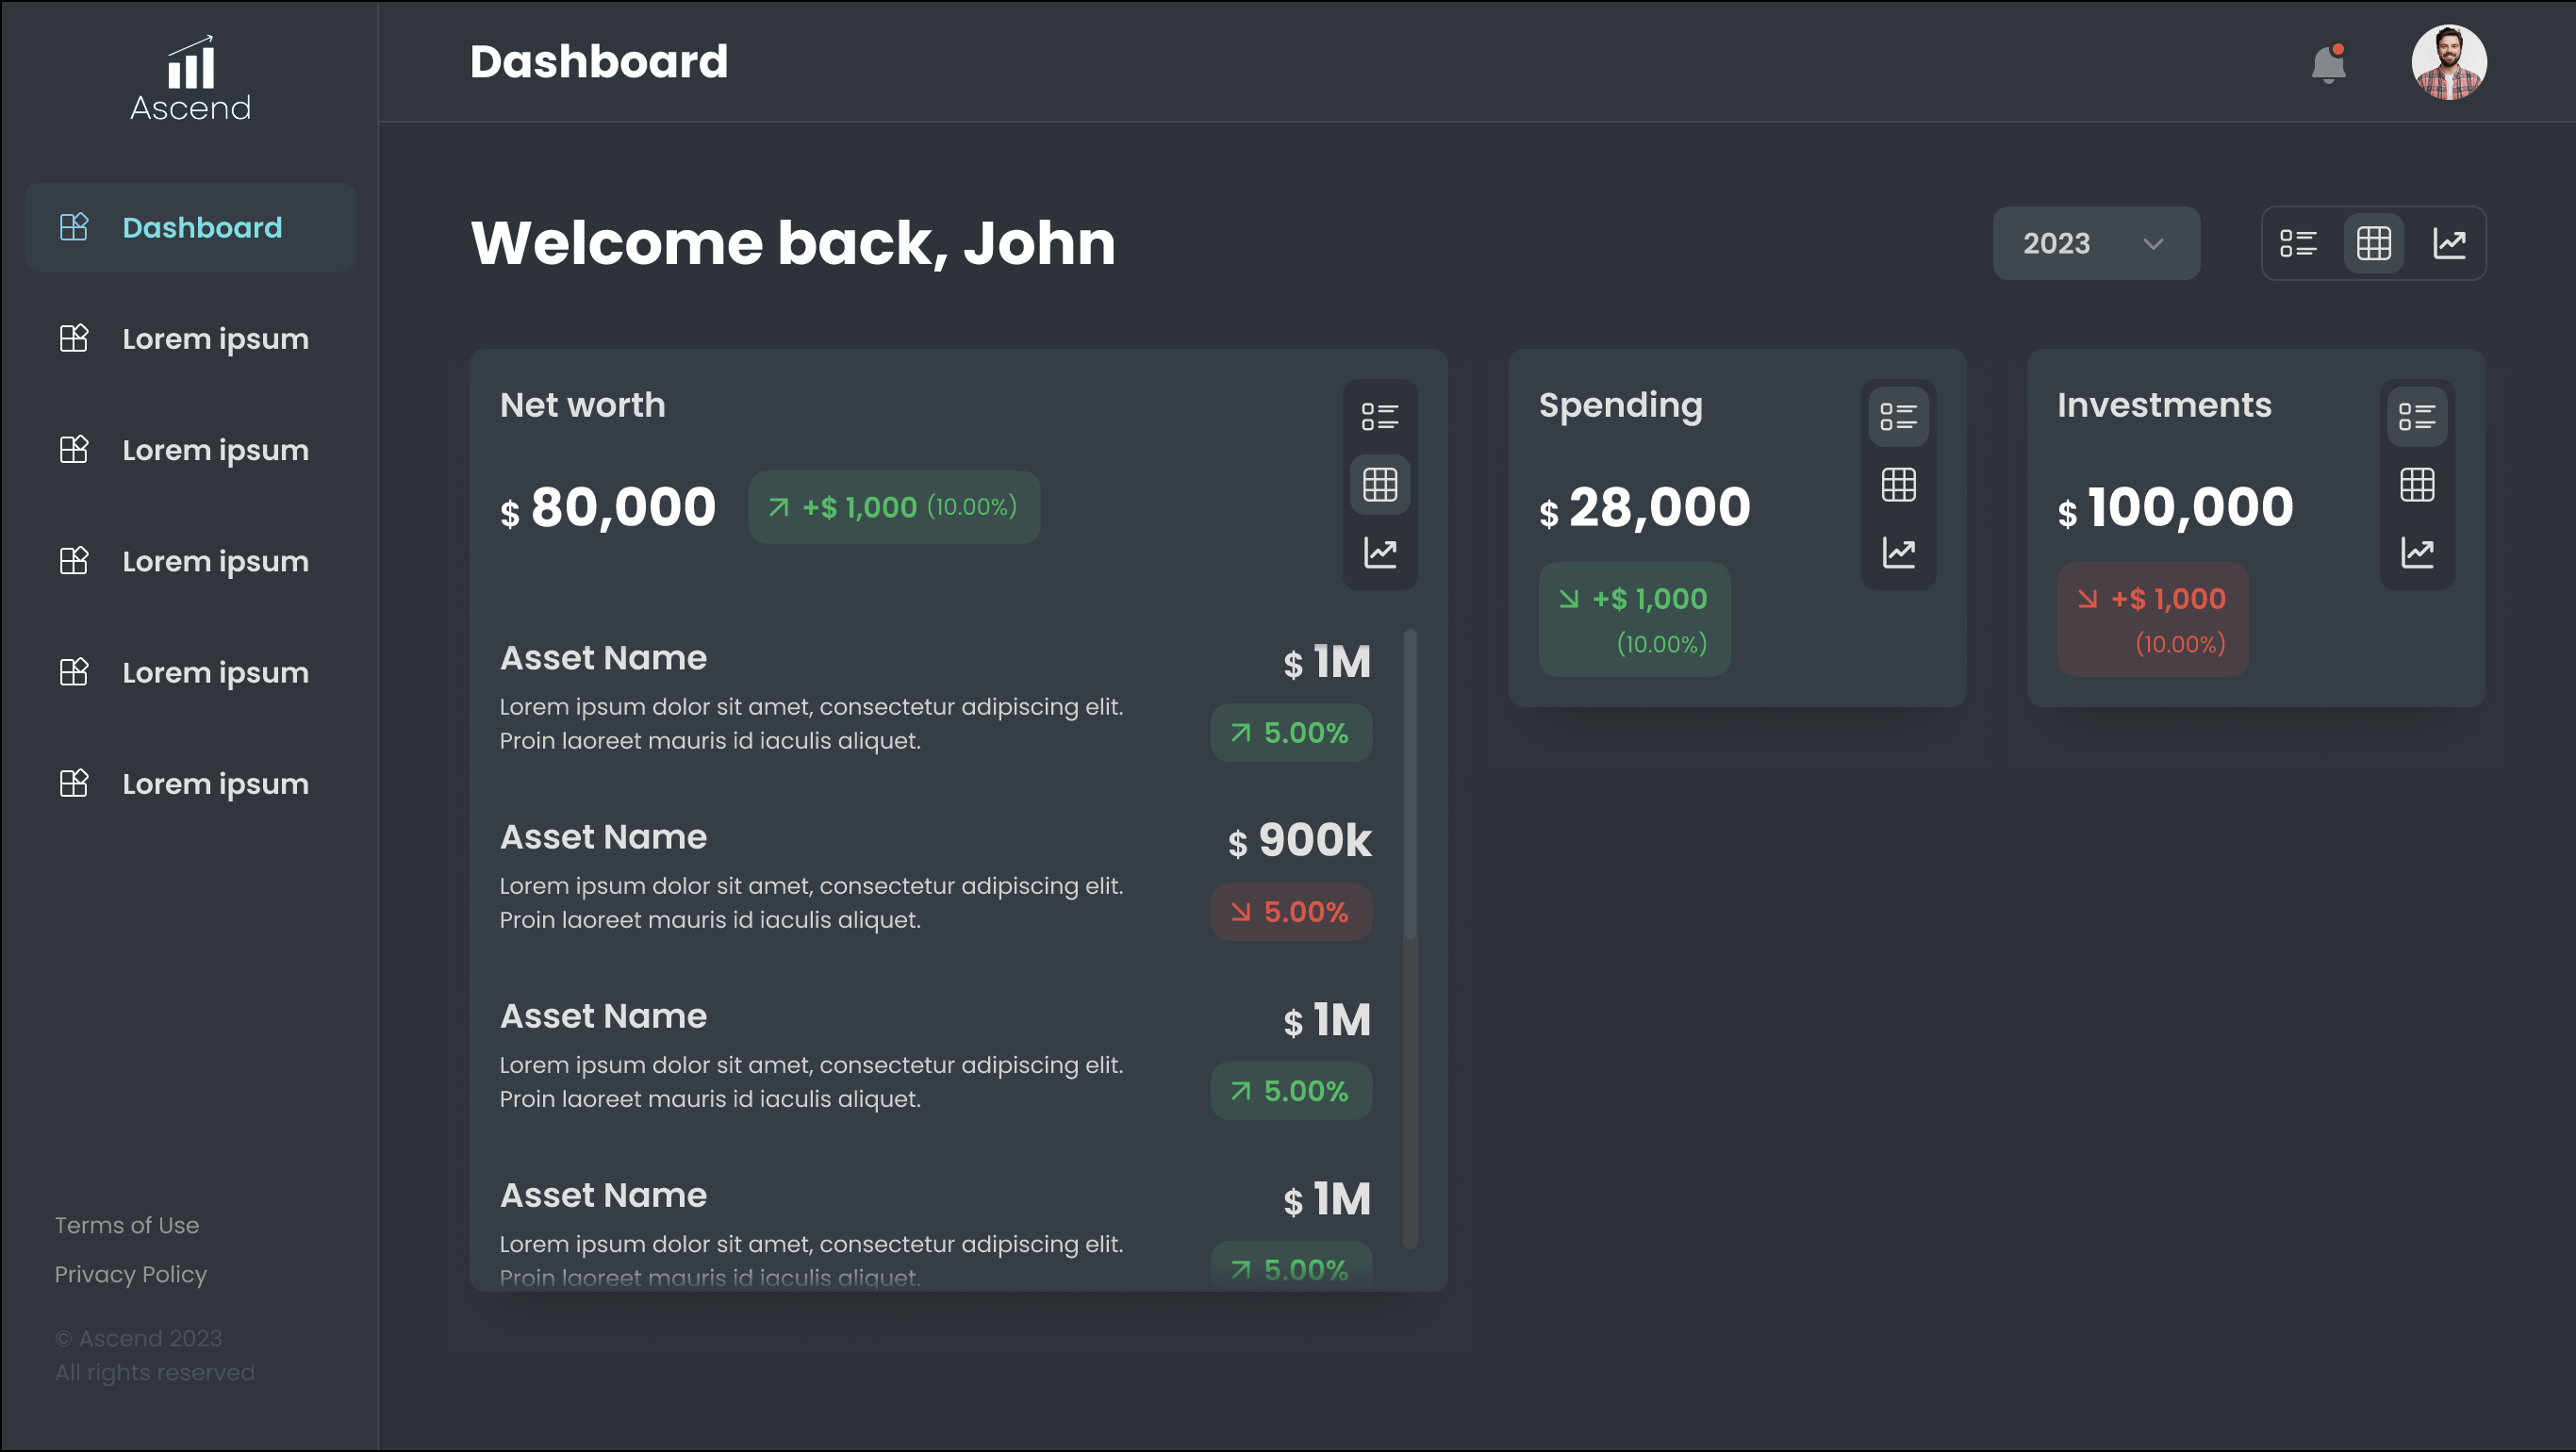 Ascend
Dashboard
Lorem ipsum
Lorem ipsum
Lorem ipsum
Lorem ipsum
Lorem ipsum
Terms of Use
Privacy Policy
© Ascend 2023
All rights reserved
Dashboard
Welcome back, John
2023
Net worth
$ 80,000
+$ 1,000 (10.00%)
Asset Name
$ 1M
Lorem ipsum dolor sit amet, consectetur adipiscing elit.
Proin laoreet mauris id iaculis aliquet.
5.00%
Asset Name
$ 900k
Lorem ipsum dolor sit amet, consectetur adipiscing elit.
Proin laoreet mauris id iaculis aliquet.
5.00%
Asset Name
$ 1M
Lorem ipsum dolor sit amet, consectetur adipiscing elit.
Proin laoreet mauris id iaculis aliquet.
5.00%
Asset Name
$ 1M
Lorem ipsum dolor sit amet, consectetur adipiscing elit.
Proin laoreet mauris id iaculis aliquet.
5.00%
Spending
$ 28,000
+$ 1,000
(10.00%)
Investments
$ 100,000
+$ 1,000
(10.00%)